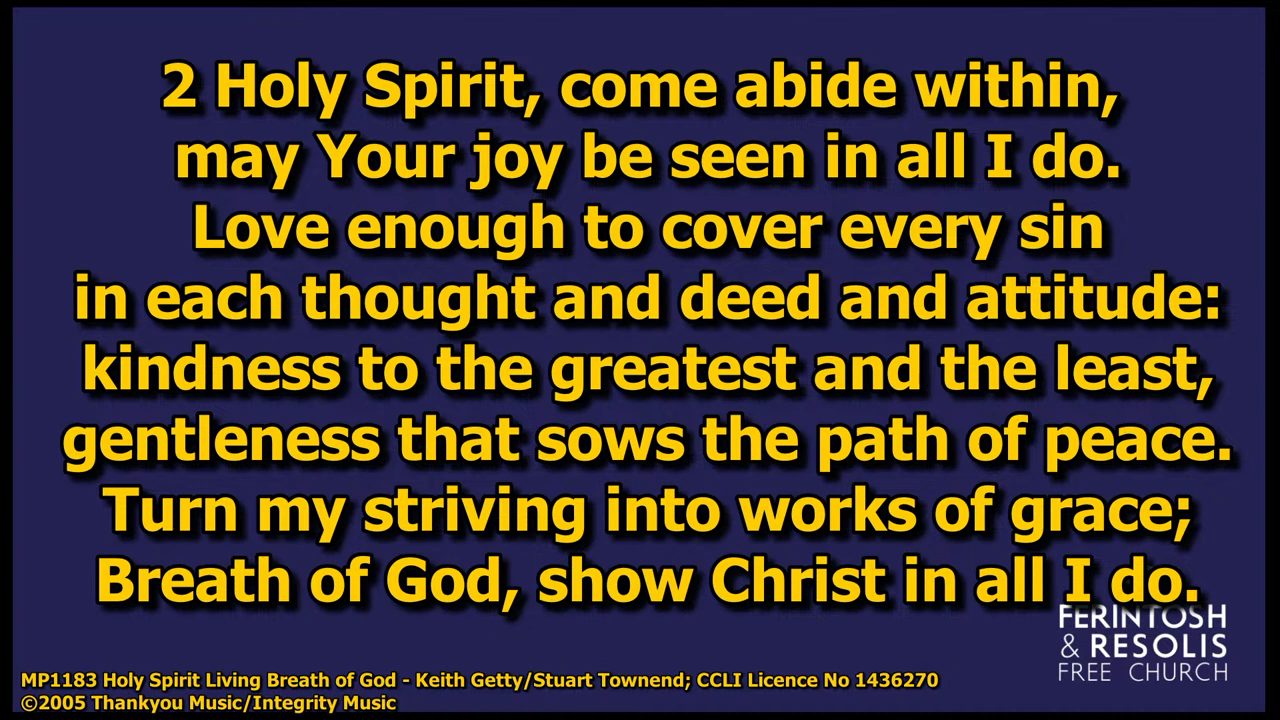 2 Holy Spirit, come abide within,
may Your joy be seen in all I do.
Love enough to cover every sin
in each thought and deed and attitude:
kindness to the greatest and the least,
gentleness that sows the path of peace.
Turn my striving into works of grace;
Breath of God, show Christ in all I do.
FERINTOSH
& RESOLIS
FREE CHURCH
MP1183 Holy Spirit Living Breath of God - Keith Getty/Stuart Townend; CCLI Licence No 1436270
©2005 Thankyou Music/Integrity Music